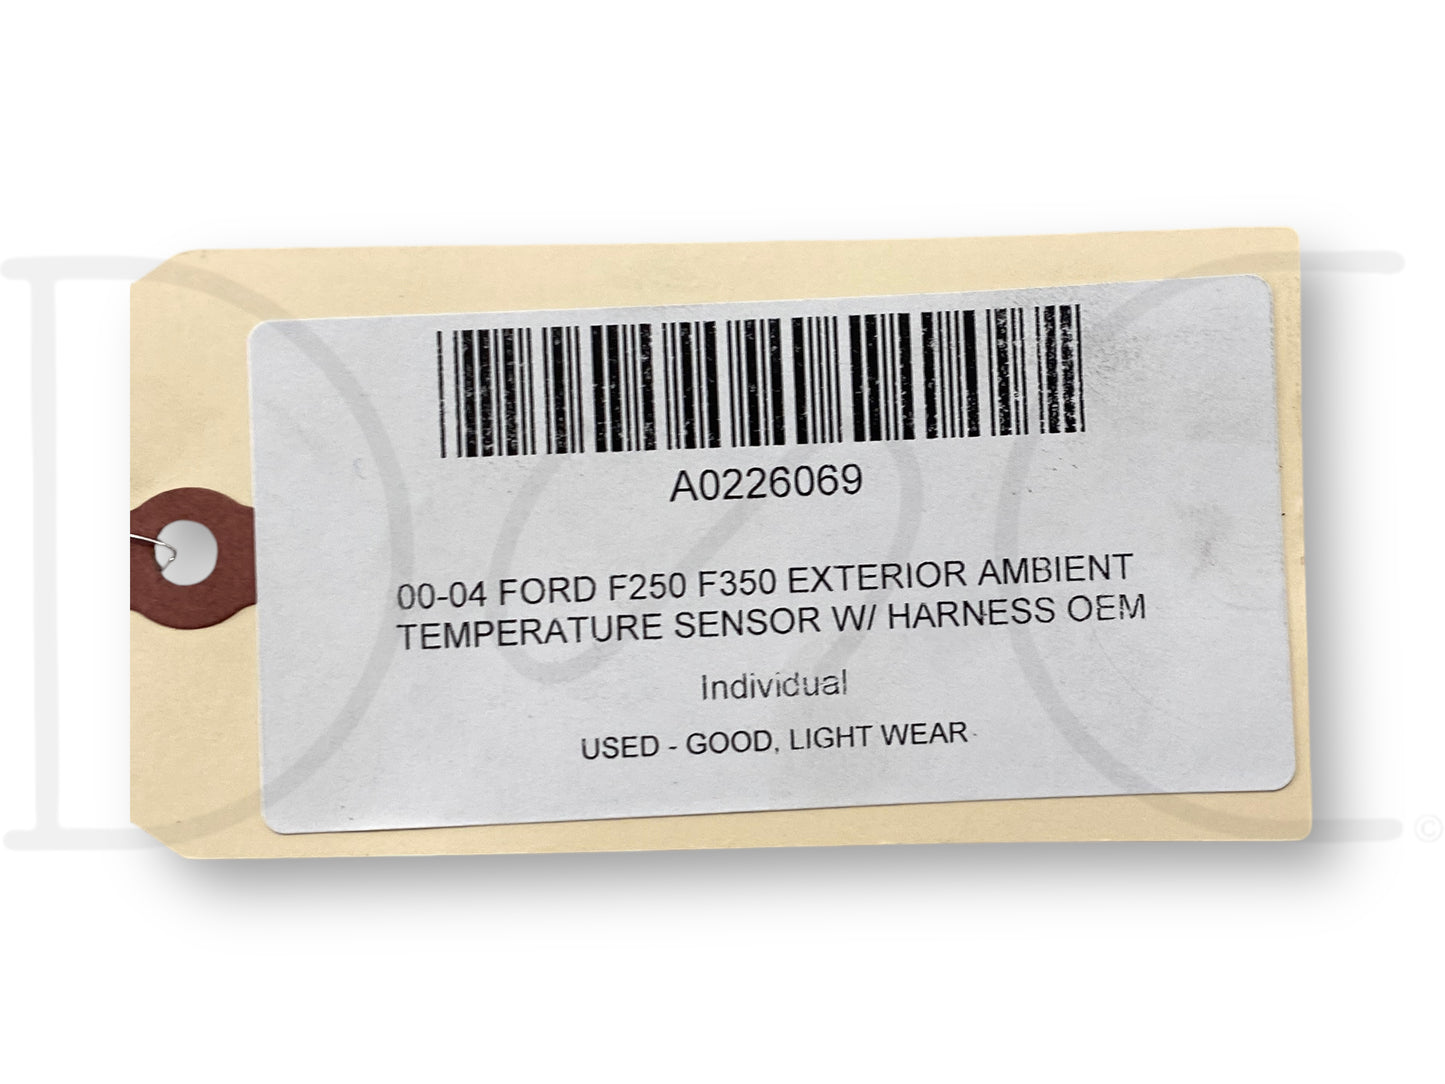 A0226069
00-04 FORD F250 F350 EXTERIOR AMBIENT
TEMPERATURE SENSOR W/ HARNESS OEM
Individual
USED - GOOD, LIGHT WEAR
©